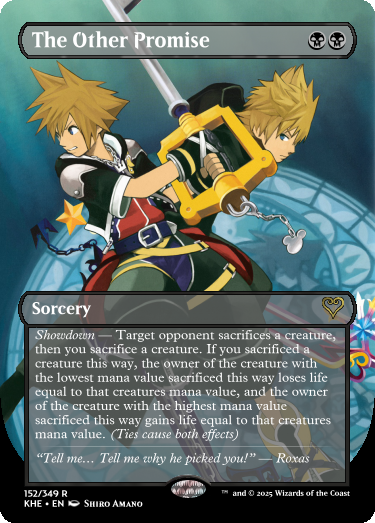 The Other Promise
Sorcery
Showdown — Target opponent sacrifices a creature,
then you sacrifice a creature. If you sacrificed a
creature this way, the owner of the creature with
the lowest mana value sacrificed this way loses life
equal to that creatures mana value, and the owner
of the creature with the highest mana value
sacrificed this way gains life equal to that creatures
mana value. (Ties cause both effects)
“Tell me… Tell me why he picked you!” — Roxas
152/349 R
KHE • EN Shiro Amano
™ and © 2025 Wizards of the Coast